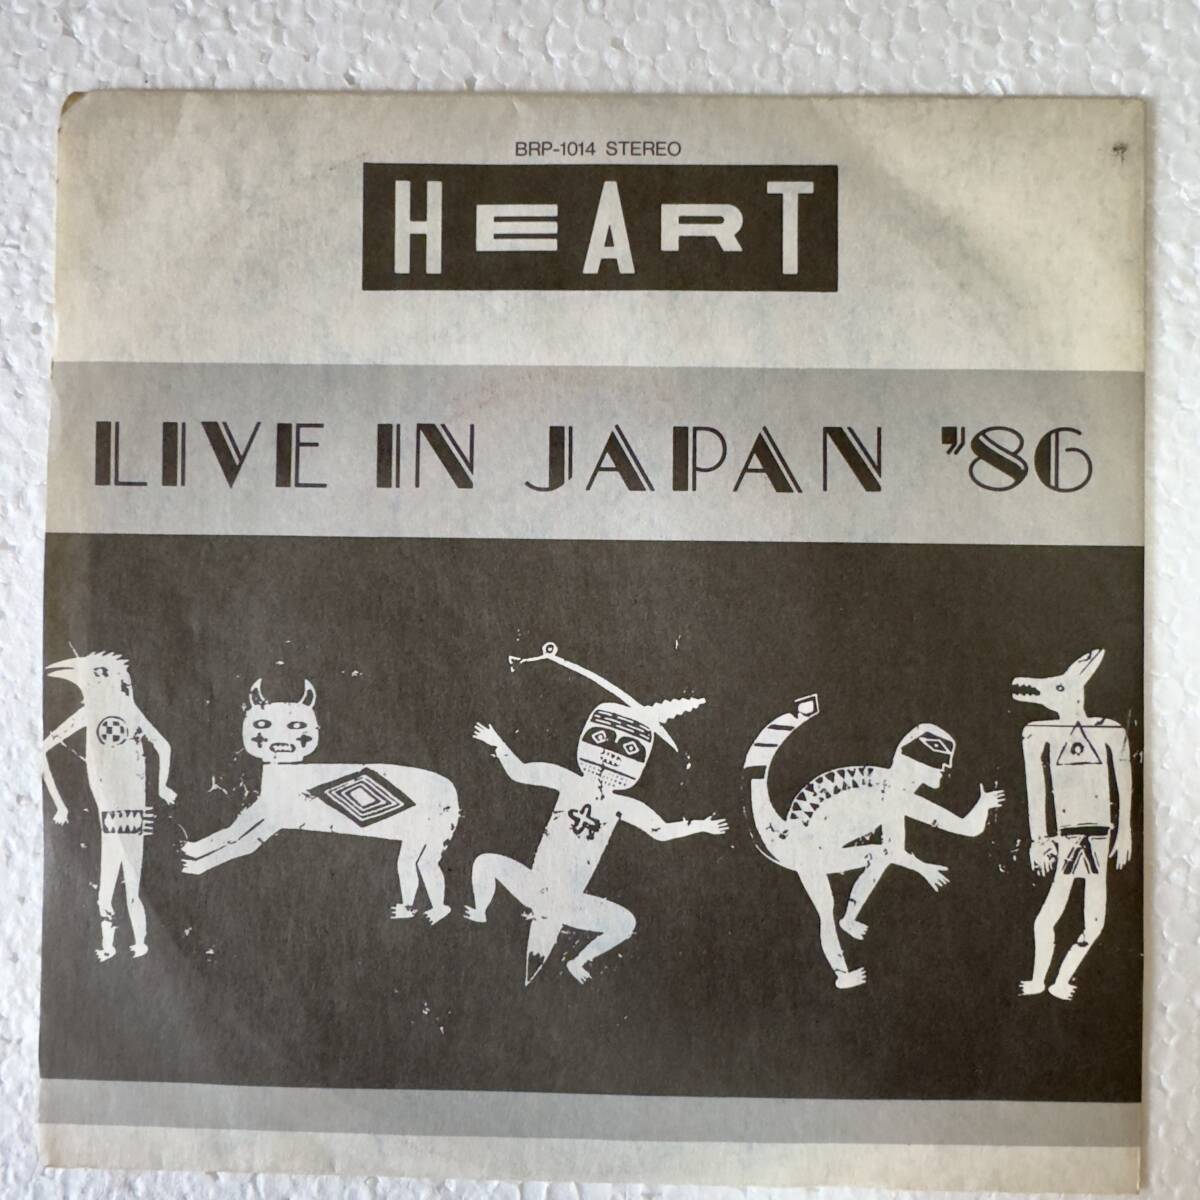 BRP-1014 STEREO
HEART
LIVE IN JAPAN '86